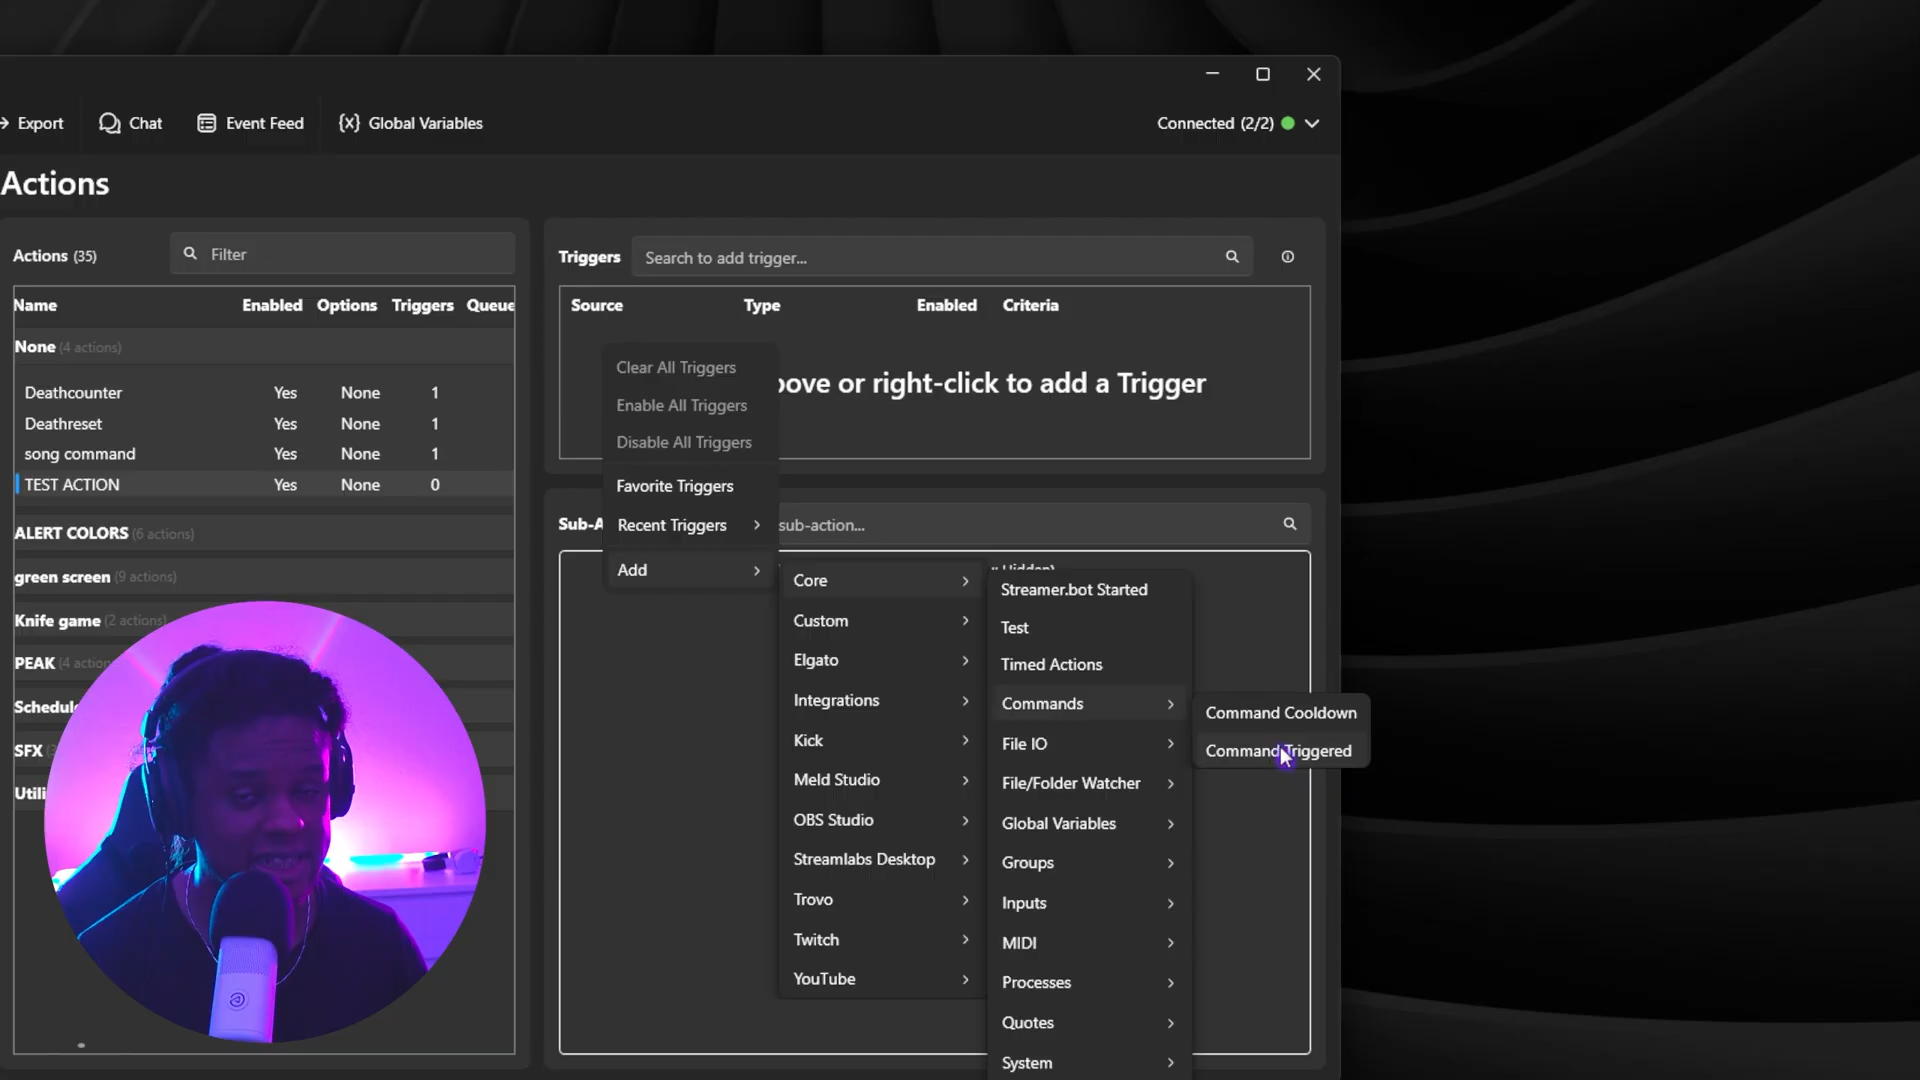 Export
Chat
Event Feed
{x} Global Variables
Connected (2/2)
Actions
Actions (35)
Filter
Name Enabled Options Triggers Queue
None (4 actions)
Deathcounter Yes None 1
Deathreset Yes None 1
song command Yes None 1
TEST ACTION Yes None 0
ALERT COLORS (6 actions)
green screen (9 actions)
Knife game (2 actions)
PEAK (4 action
Schedul
SFX
Utili
Triggers
Search to add trigger...
Source Type Enabled Criteria
bove or right-click to add a Trigger
Clear All Triggers
Enable All Triggers
Disable All Triggers
Favorite Triggers
Recent Triggers
Add
Sub-A
sub-action...
Core
Custom
Elgato
Integrations
Kick
Meld Studio
OBS Studio
Streamlabs Desktop
Trovo
Twitch
YouTube
Streamer.bot Started
Test
Timed Actions
Commands
File IO
File/Folder Watcher
Global Variables
Groups
Inputs
MIDI
Processes
Quotes
System
Command Cooldown
Command Triggered